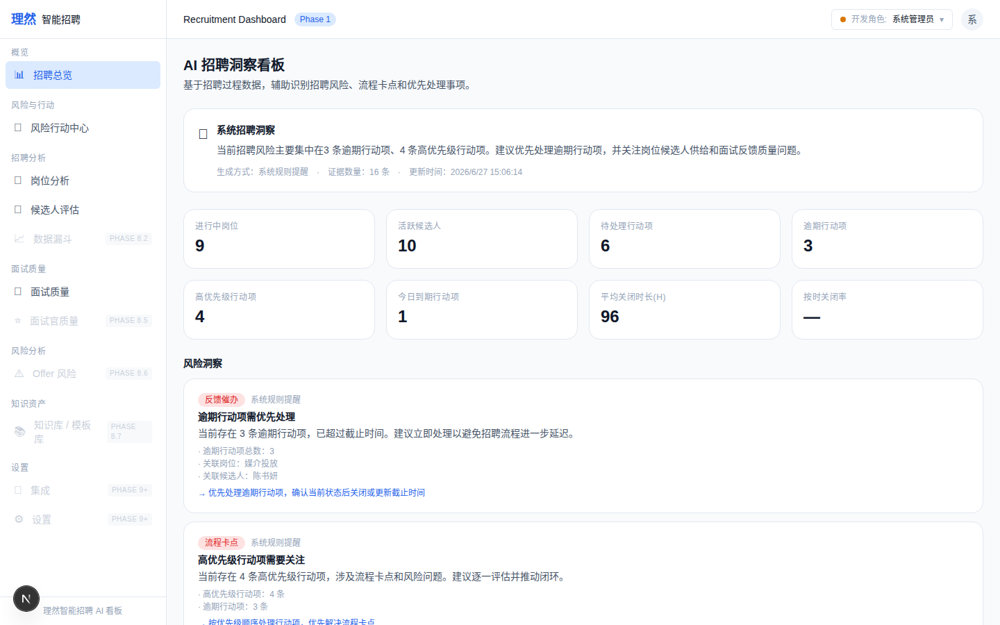 理然 智能招聘
Recruitment Dashboard Phase 1
开发角色: 系统管理员 ▾ 系
概览
招聘总览
风险与行动
风险行动中心
招聘分析
岗位分析
候选人评估
数据漏斗 PHASE 8.2
面试质量
面试质量
面试官质量 PHASE 8.5
风险分析
Offer 风险 PHASE 8.6
知识资产
知识库 / 模板
库
PHASE
8.7
设置
集成 PHASE 9+
设置 PHASE 9+
N
理然智能招聘 AI 看板
AI 招聘洞察看板
基于招聘过程数据，辅助识别招聘风险、流程卡点和优先处理事项。
系统招聘洞察
当前招聘风险主要集中在3 条逾期行动项、4 条高优先级行动项。建议优先处理逾期行动项，并关注岗位候选人供给和面试反馈质量问题。
生成方式：系统规则提醒 · 证据数量：16 条 · 更新时间：2026/6/27 15:06:14
进行中岗位
9
活跃候选人
10
待处理行动项
6
逾期行动项
3
高优先级行动项
4
今日到期行动项
1
平均关闭时长(H)
96
按时关闭率
—
风险洞察
反馈催办 系统规则提醒
逾期行动项需优先处理
当前存在 3 条逾期行动项，已超过截止时间。建议立即处理以避免招聘流程进一步延迟。
· 逾期行动项总数：3
· 关联岗位：媒介投放
· 关联候选人：陈书妍
→ 优先处理逾期行动项，确认当前状态后关闭或更新截止时间
流程卡点 系统规则提醒
高优先级行动项需要关注
当前存在 4 条高优先级行动项，涉及流程卡点和风险问题。建议逐一评估并推动闭环。
· 高优先级行动项：4 条
· 逾期行动项：3 条
→ 按优先级顺序处理行动项，优先解决流程卡点